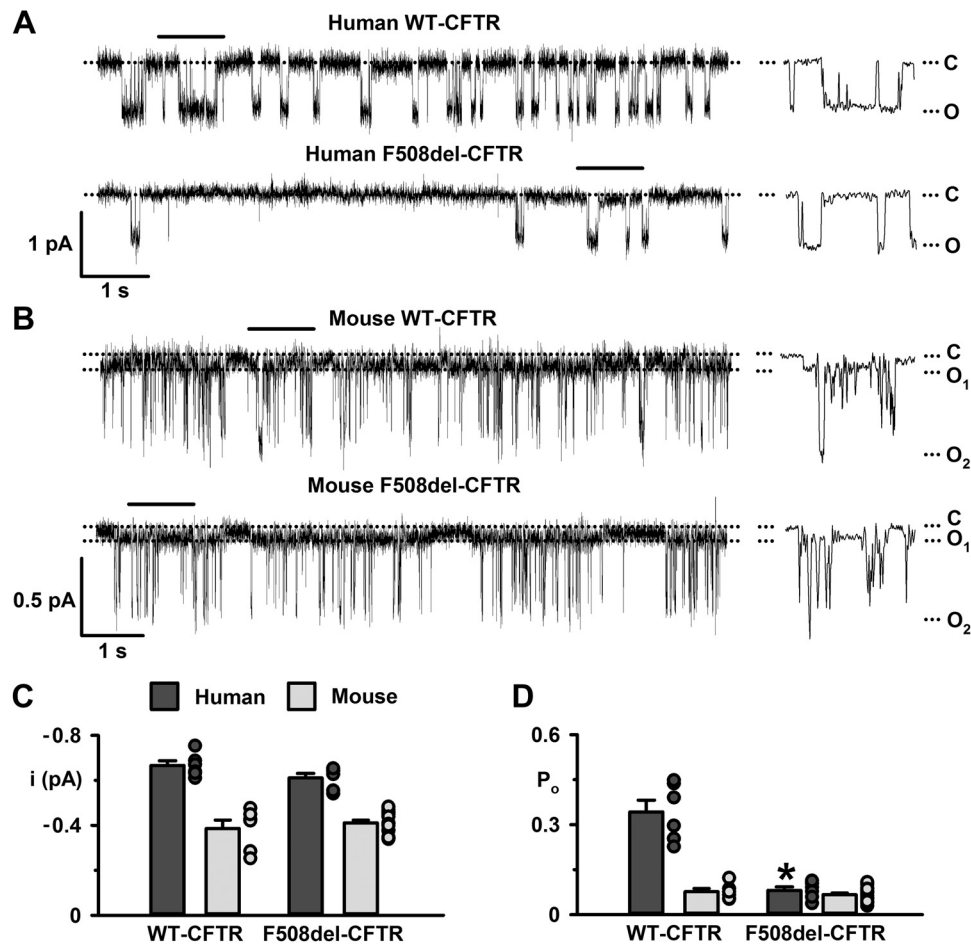 A
Human WT-CFTR
C
O
Human F508del-CFTR
C
O
1 pA
1 s
B
Mouse WT-CFTR
C
O1
O2
Mouse F508del-CFTR
C
O1
O2
0.5 pA
1 s
C
Human
Mouse
-0.8
i (pA)
-0.4
0
WT-CFTR
F508del-CFTR
D
0.6
Po
0.3
0
*
WT-CFTR
F508del-CFTR